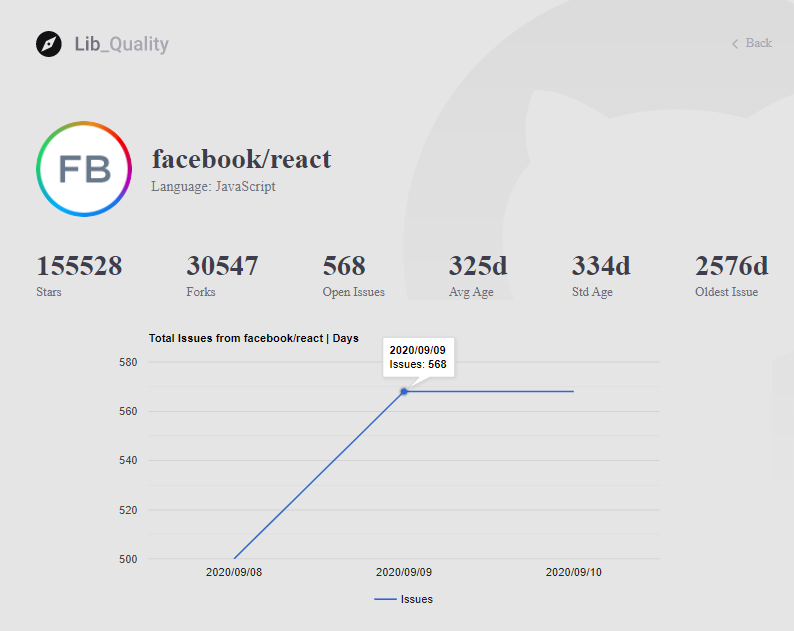 Lib_Quality
Back
FB
facebook/react
Language: JavaScript
155528 30547 568 325d 334d 2576d
Stars Forks Open Issues Avg Age Std Age Oldest Issue
Total Issues from facebook/react | Days
2020/09/09
Issues: 568
580
560
540
520
500
2020/09/08 2020/09/09 2020/09/10
Issues